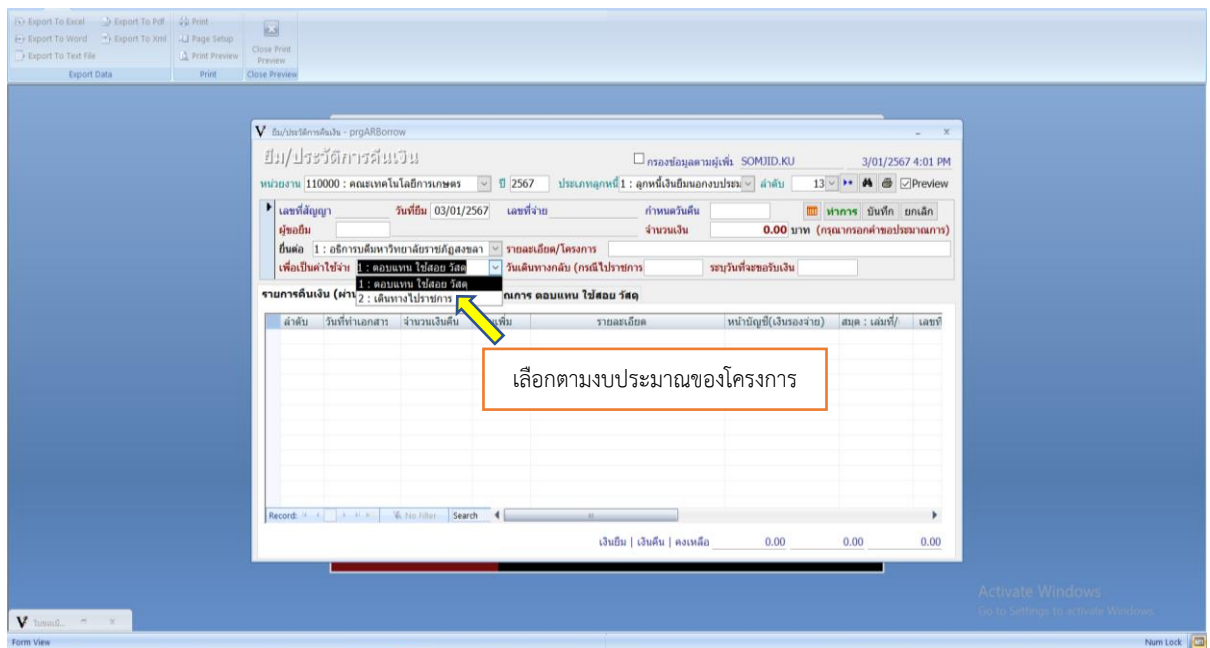 Export To Excel Export To Pdf Print
Export To Word Export To Xml Page Setup
Export To Text File Print Preview Close Print Preview
Export Data Print Close Preview
ยืม/ประวัติการคืนเงิน - prgARBorrow
ยืม/ประวัติการคืนเงิน กรองข้อมูลตามผู้เพิ่ม SOMJID.KU 3/01/2567 4:01 PM
หน่วยงาน 110000 : คณะเทคโนโลยีการเกษตร ปี 2567 ประเภทลูกหนี้ 1 : ลูกหนี้เงินยืมนอกงบประม ลำดับ 13 Preview
เลขที่สัญญา วันที่ยืม 03/01/2567 เลขที่จ่าย กำหนดวันคืน ทำการ บันทึก ยกเลิก
ผู้ขอยืม จำนวนเงิน 0.00 บาท (กรุณากรอกคำขอประมาณการ)
ยื่นต่อ 1 : อธิการบดีมหาวิทยาลัยราชภัฏสงขลา รายละเอียด/โครงการ
เพื่อเป็นค่าใช้จ่า 1 : ตอบแทน ใช้สอย วัสดุ วันเดินทางกลับ (กรณีไปราชการ ระบุวันที่จะขอรับเงิน
1 : ตอบแทน ใช้สอย วัสดุ
2 : เดินทางไปราชการ
รายการคืนเงิน (ผ่า ณการ ตอบแทน ใช้สอย วัสดุ
ลำดับ วันที่ทำเอกสาร จำนวนเงินคืน เพิ่ม รายละเอียด หน้าบัญชี(เงินรองจ่าย) สมุด : เล่มที่/ เลขที่
เลือกตามงบประมาณของโครงการ
Record: No Filter Search
เงินยืม | เงินคืน | คงเหลือ 0.00 0.00 0.00
Activate Windows
Go to Settings to activate Windows.
Form View Num Lock